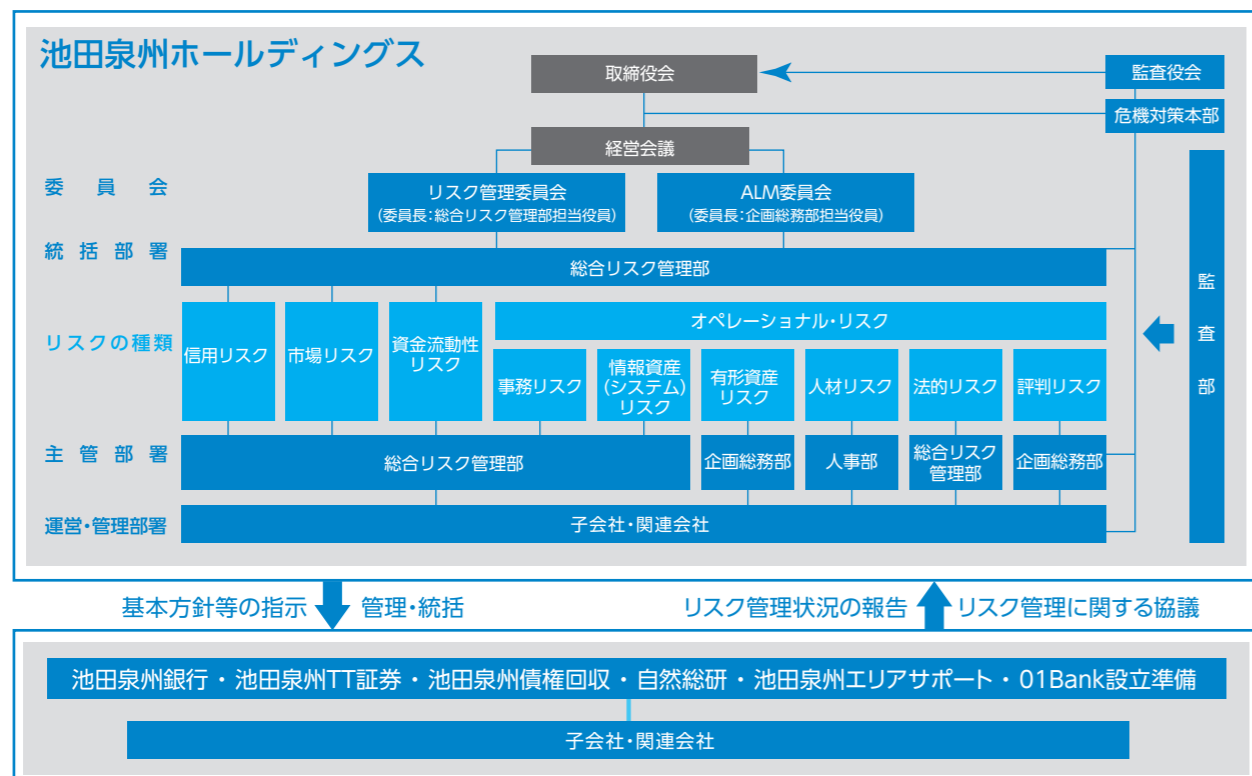 池田泉州ホールディングス
取締役会
監査役会
危機対策本部
経営会議
委員会
リスク管理委員会
(委員長:総合リスク管理部担当役員)
ALM委員会
(委員長:企画総務部担当役員)
統括部署
総合リスク管理部
監査部
リスクの種類
信用リスク
市場リスク
資金流動性
リスク
オペレーショナル・リスク
事務リスク
情報資産
(システム)
リスク
有形資産
リスク
人材リスク
法的リスク
評判リスク
主管部署
総合リスク管理部
企画総務部
人事部
総合リスク
管理部
企画総務部
運営・管理部署
子会社・関連会社
基本方針等の指示
管理・統括
リスク管理状況の報告
リスク管理に関する協議
池田泉州銀行・池田泉州TT証券・池田泉州債権回収・自然総研・池田泉州エリアサポート・01Bank設立準備
子会社・関連会社